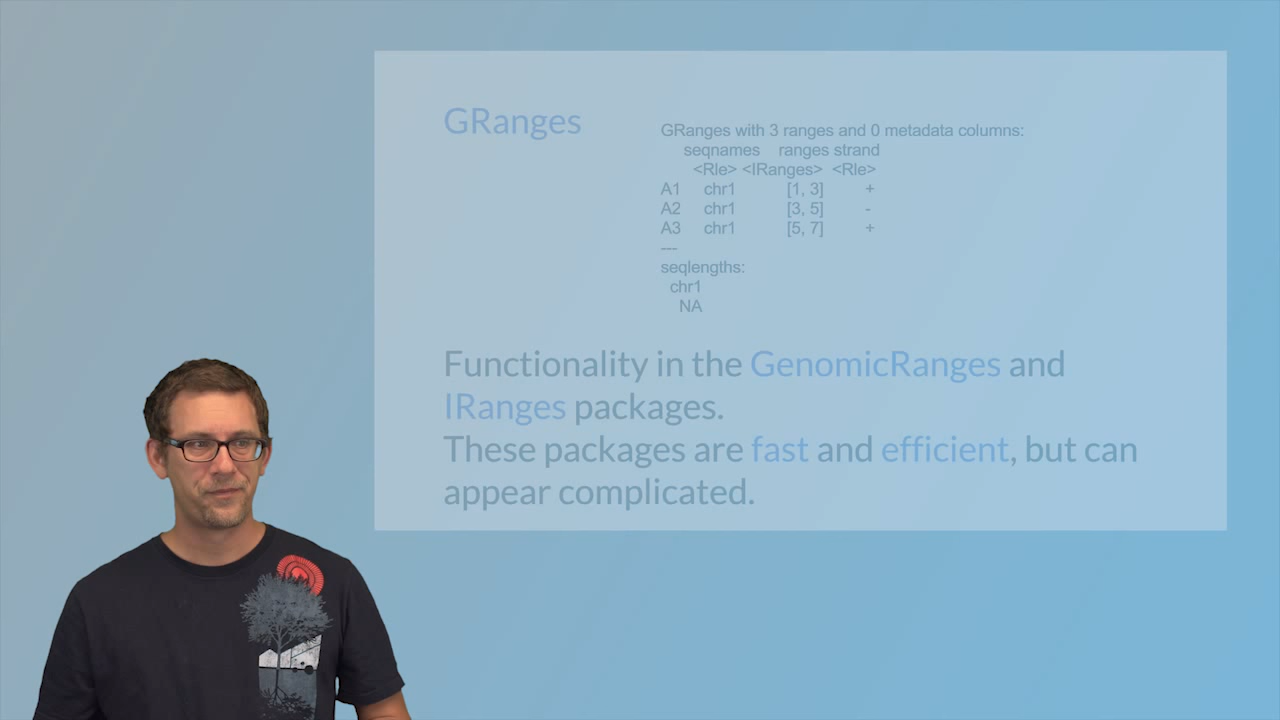 GRanges
GRanges with 3 ranges and 0 metadata columns:
seqnames ranges strand
<Rle> <IRanges> <Rle>
A1 chr1 [1, 3] +
A2 chr1 [3, 5] -
A3 chr1 [5, 7] +
---
seqlengths:
chr1
NA
Functionality in the GenomicRanges and
IRanges packages.
These packages are fast and efficient, but can
appear complicated.